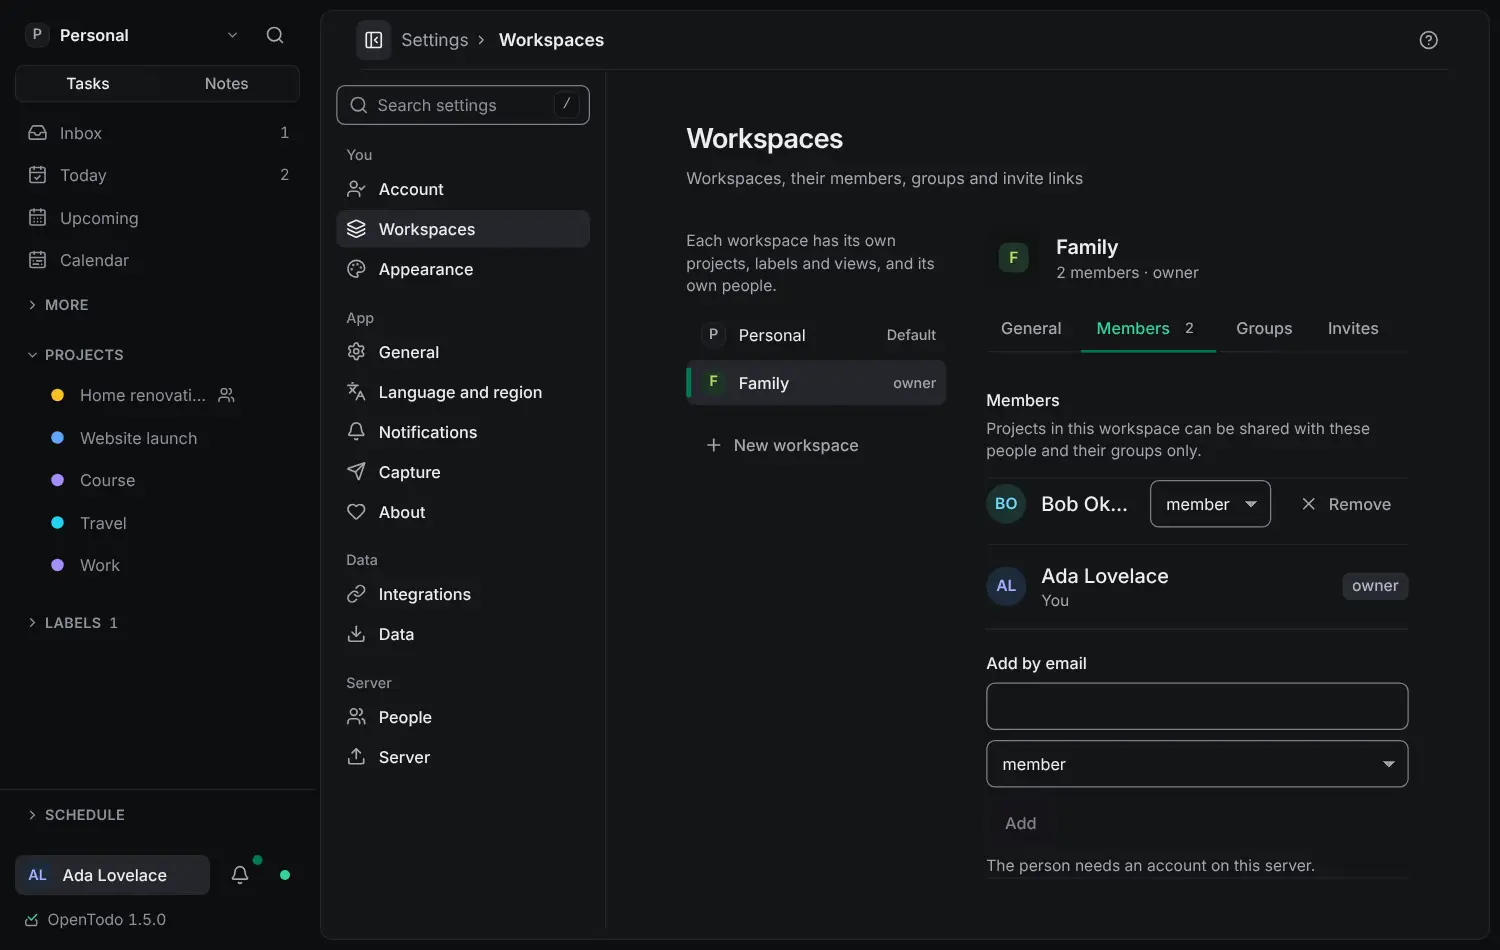 P Personal
Tasks Notes
Inbox 1
Today 2
Upcoming
Calendar
MORE
PROJECTS
Home renovati...
Website launch
Course
Travel
Work
LABELS 1
SCHEDULE
AL Ada Lovelace
OpenTodo 1.5.0
Settings › Workspaces
Search settings /
You
Account
Workspaces
Appearance
App
General
Language and region
Notifications
Capture
About
Data
Integrations
Data
Server
People
Server
Workspaces
Workspaces, their members, groups and invite links
Each workspace has its own
projects, labels and views, and its
own people.
P Personal Default
F Family owner
New workspace
F Family
2 members · owner
General Members 2 Groups Invites
Members
Projects in this workspace can be shared with these
people and their groups only.
BO Bob Ok... member Remove
AL Ada Lovelace
You
owner
Add by email
member
Add
The person needs an account on this server.